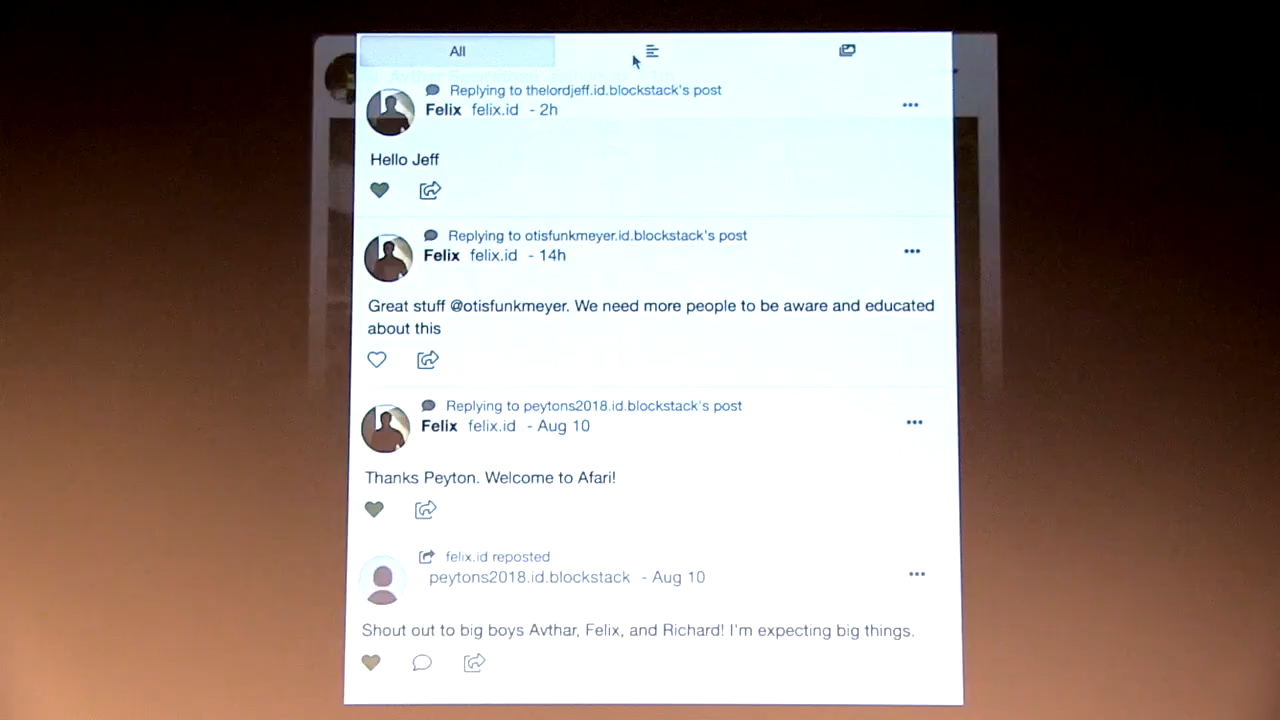 All
Replying to thelordjeff.id.blockstack's post
Felix felix.id - 2h
Hello Jeff
Replying to otisfunkmeyer.id.blockstack's post
Felix felix.id - 14h
Great stuff @otisfunkmeyer. We need more people to be aware and educated
about this
Replying to peytons2018.id.blockstack's post
Felix felix.id - Aug 10
Thanks Peyton. Welcome to Afari!
felix.id reposted
peytons2018.id.blockstack - Aug 10
Shout out to big boys Avthar, Felix, and Richard! I'm expecting big things.